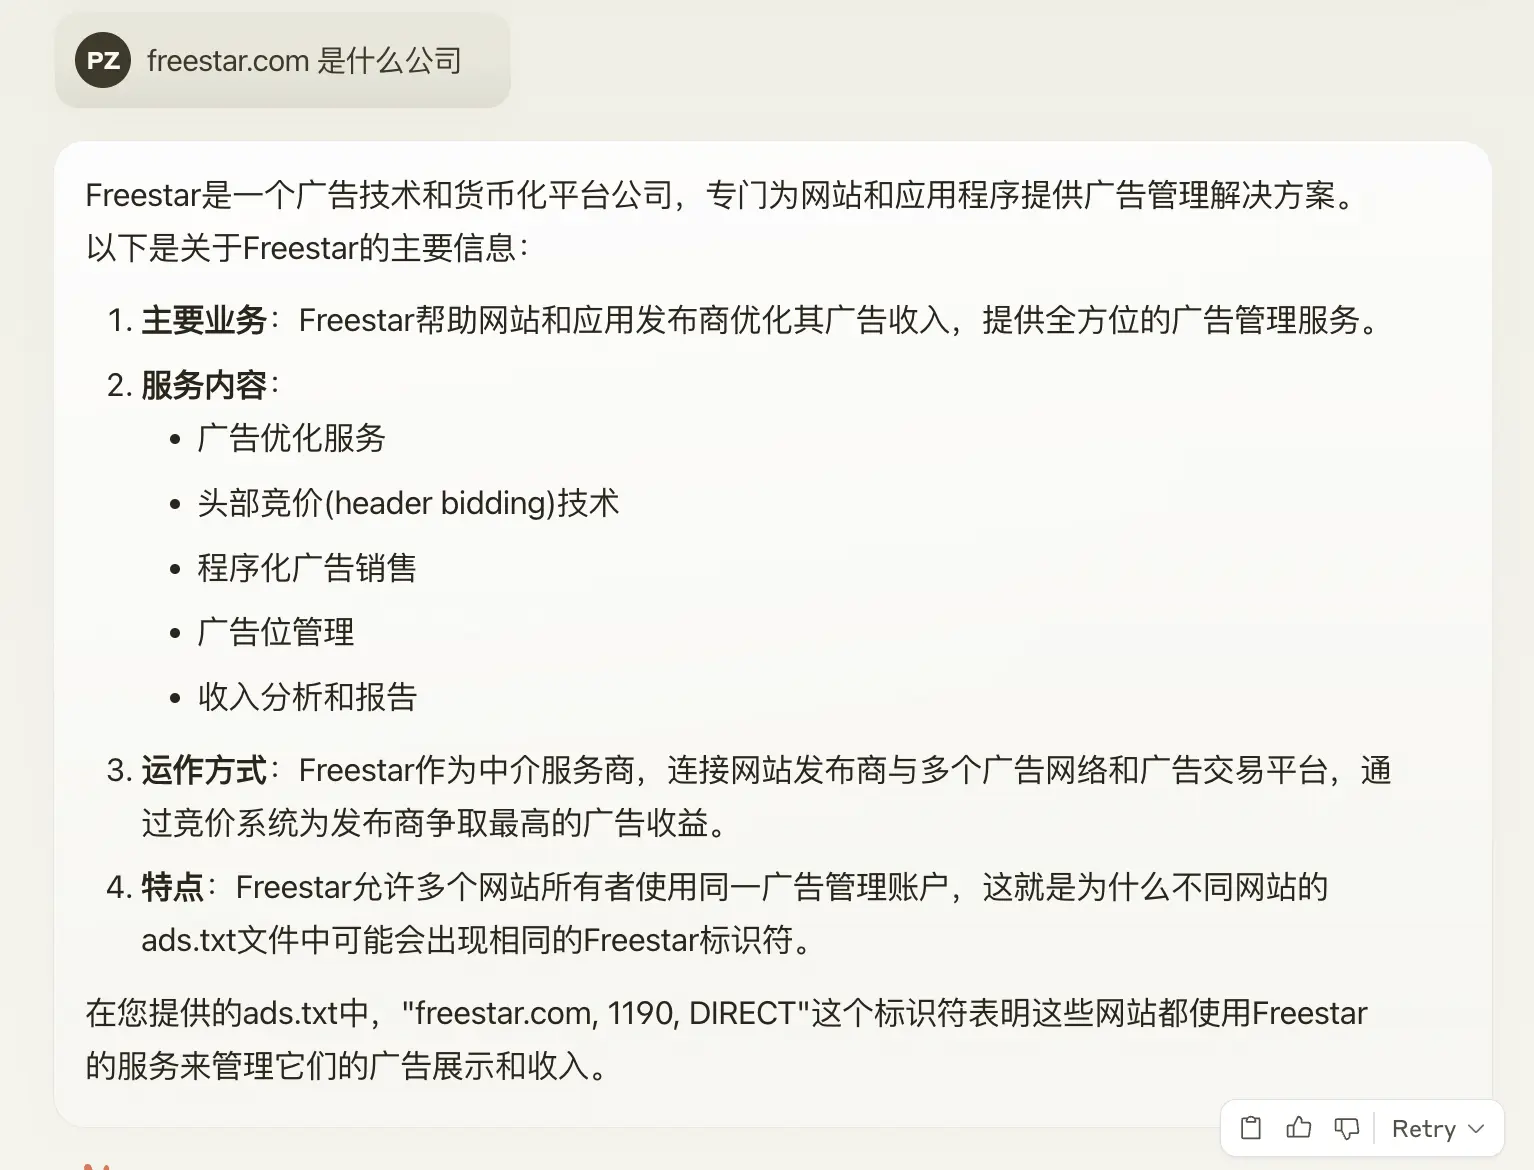 PZ freestar.com 是什么公司
Freestar是一个广告技术和货币化平台公司，专门为网站和应用程序提供广告管理解决方案。
以下是关于Freestar的主要信息：
1. 主要业务：Freestar帮助网站和应用发布商优化其广告收入，提供全方位的广告管理服务。
2. 服务内容：
• 广告优化服务
• 头部竞价(header bidding)技术
• 程序化广告销售
• 广告位管理
• 收入分析和报告
3. 运作方式：Freestar作为中介服务商，连接网站发布商与多个广告网络和广告交易平台，通
过竞价系统为发布商争取最高的广告收益。
4. 特点：Freestar允许多个网站所有者使用同一广告管理账户，这就是为什么不同网站的
ads.txt文件中可能会出现相同的Freestar标识符。
在您提供的ads.txt中，"freestar.com, 1190, DIRECT"这个标识符表明这些网站都使用Freestar
的服务来管理它们的广告展示和收入。
Retry